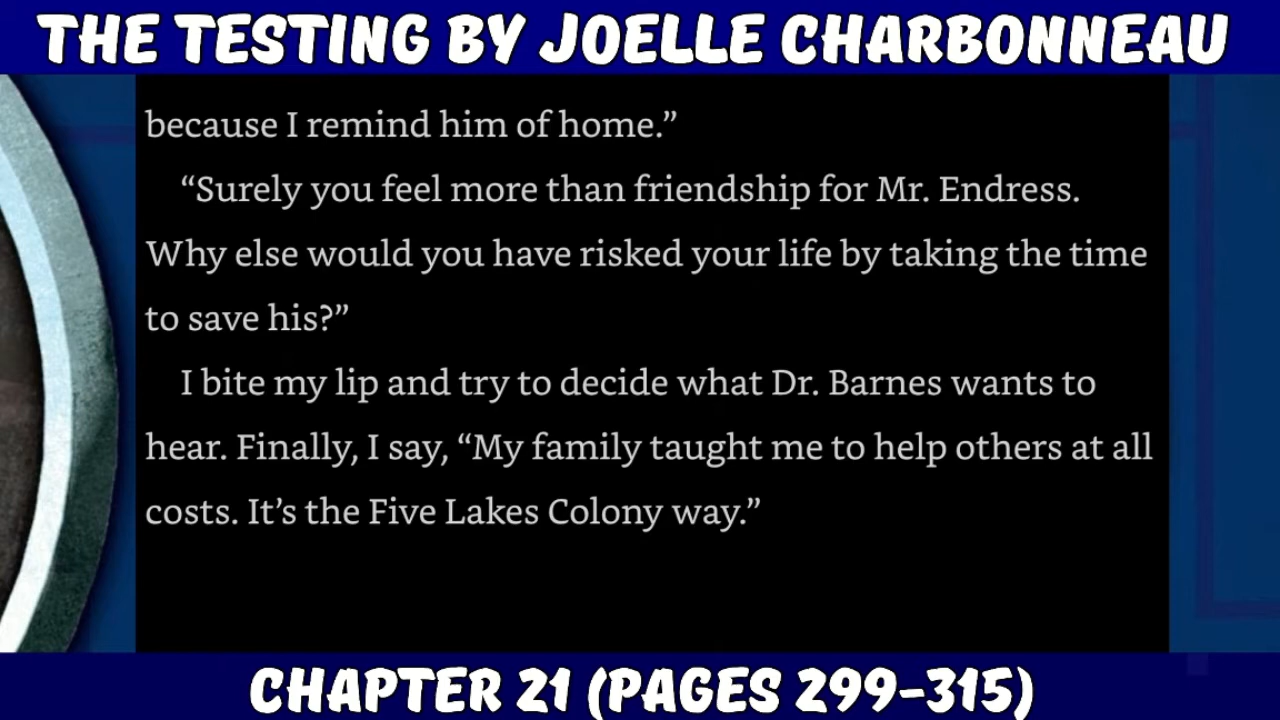 THE TESTING BY JOELLE CHARBONNEAU
because I remind him of home.”
“Surely you feel more than friendship for Mr. Endress.
Why else would you have risked your life by taking the time
to save his?”
I bite my lip and try to decide what Dr. Barnes wants to
hear. Finally, I say, “My family taught me to help others at all
costs. It’s the Five Lakes Colony way.”
CHAPTER 21 (PAGES 299-315)